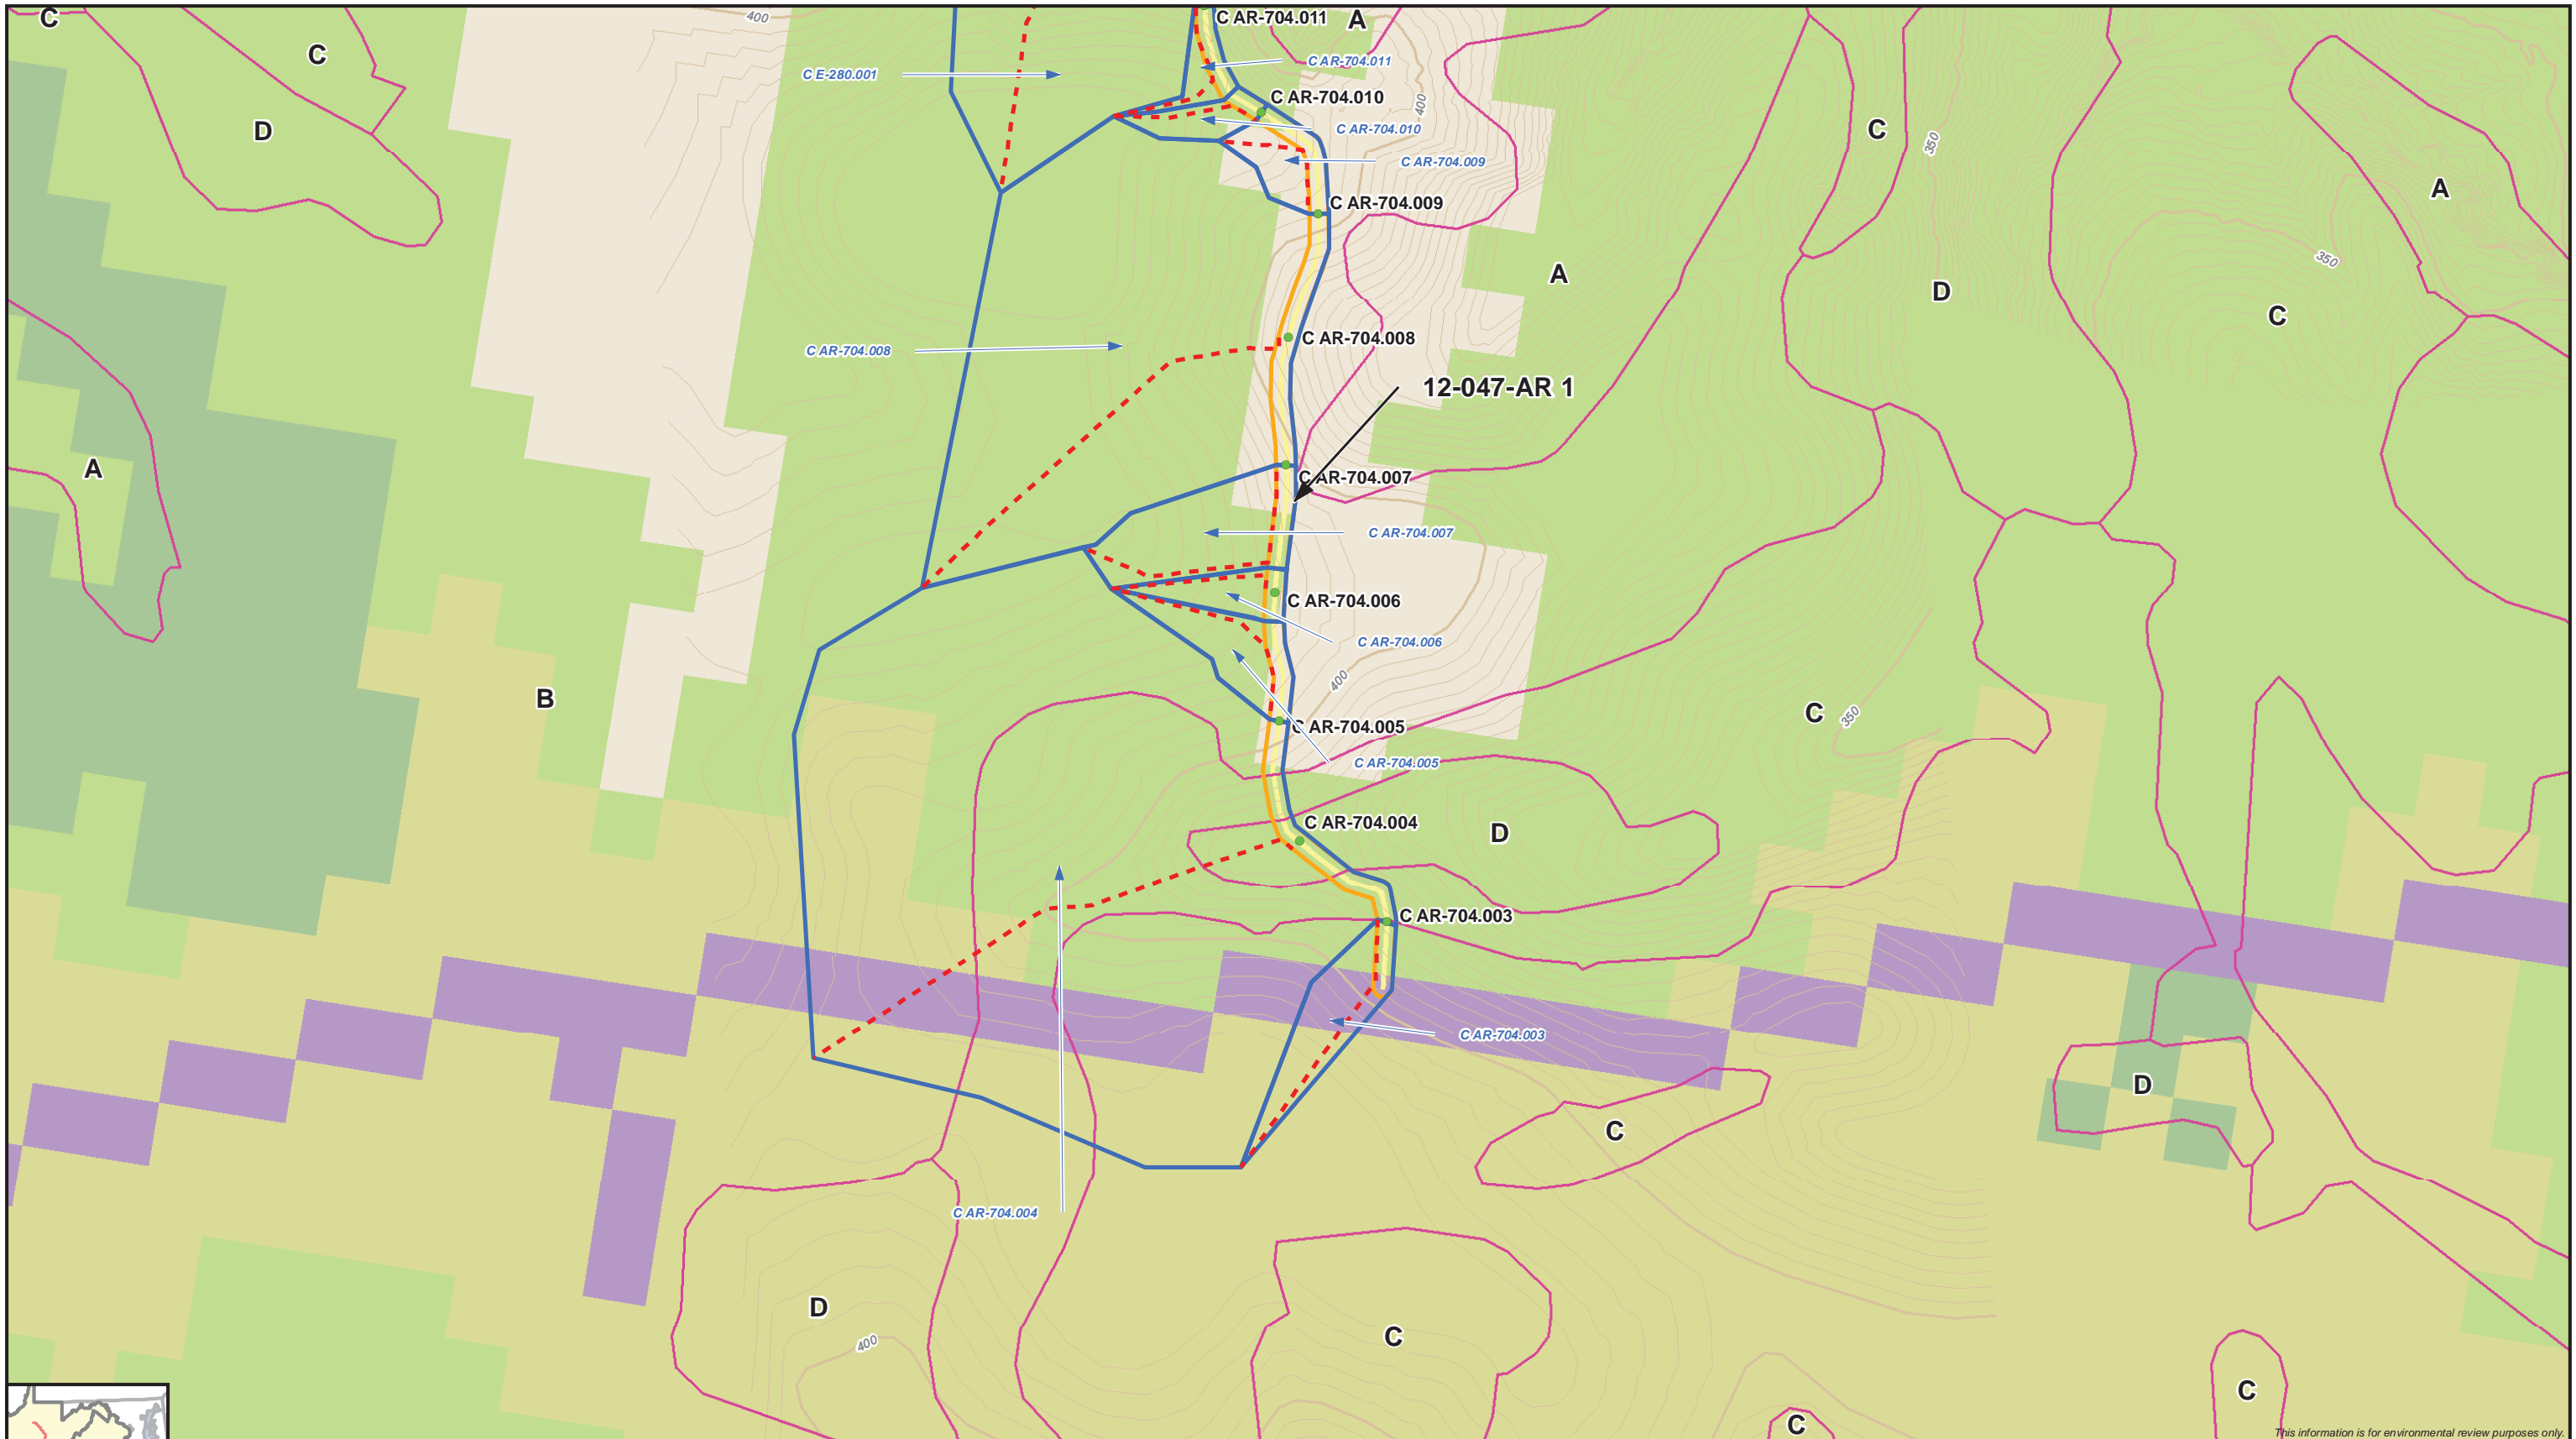 C
400
C AR-704.011
A
C
C AR-704.011
C E-280.001
C AR-704.010
400
D
C AR-704.010
C
350
C AR-704.009
A
C AR-704.009
350
A
D
C
C AR-704.008
C AR-704.008
12-047-AR 1
A
C AR-704.007
C AR-704.007
C AR-704.006
C AR-704.006
400
B
C
350
C AR-704.005
C AR-704.005
C AR-704.004
D
C AR-704.003
C AR-704.003
D
C
C AR-704.004
D
C
400
C
C
This information is for environmental review purposes only.